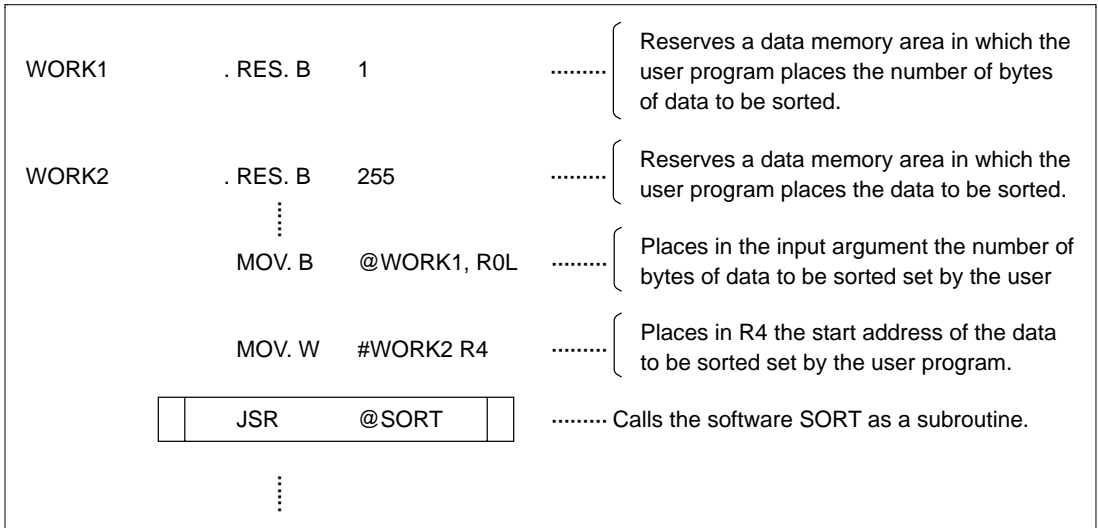 Reserves a data memory area in which the
WORK1 . RES. B 1 ......... user program places the number of bytes
of data to be sorted.
Reserves a data memory area in which the
WORK2 . RES. B 255 ......... user program places the data to be sorted.
Places in the input argument the number of
MOV. B @WORK1, R0L ......... bytes of data to be sorted set by the user
Places in R4 the start address of the data
MOV. W #WORK2 R4 ......... to be sorted set by the user program.
JSR @SORT ......... Calls the software SORT as a subroutine.